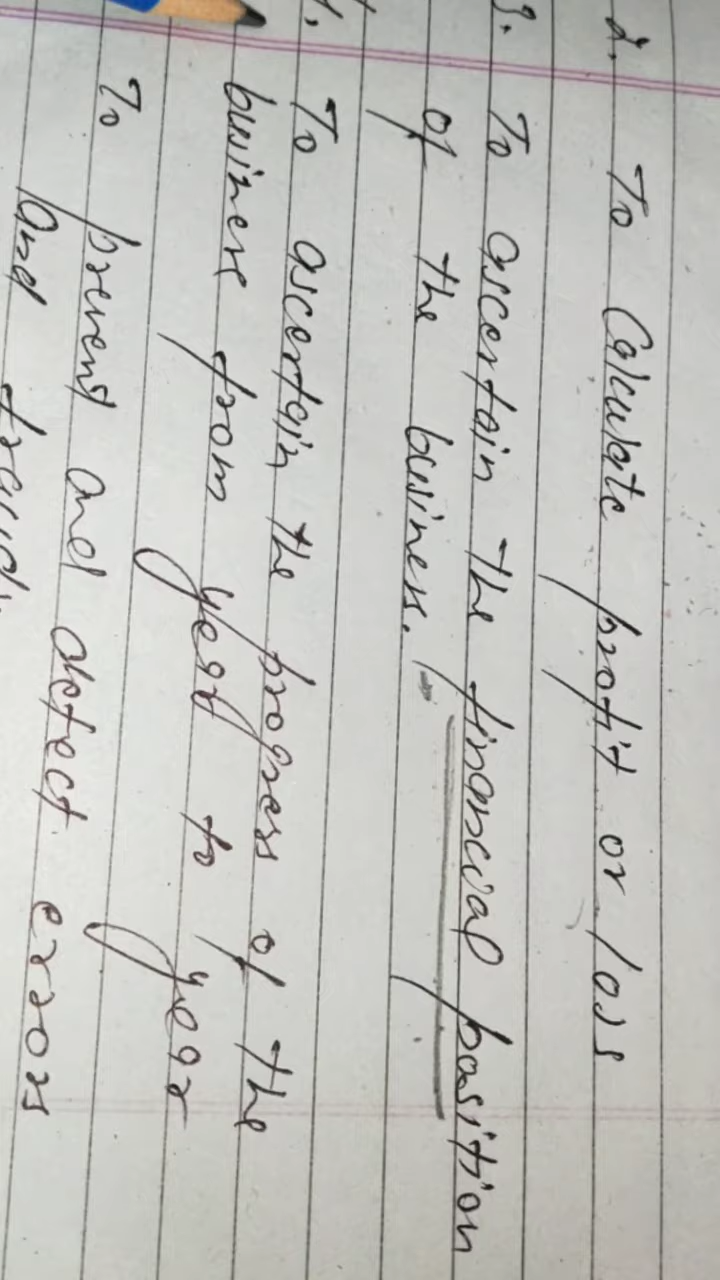 2. To Calculate profit or loss
3. To ascertain the financial position
of the business.
4. To ascertain the progress of the
business from year to year
To prevent and detect errors
and frauds.